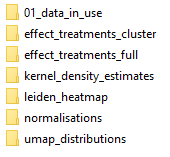 01_data_in_use
effect_treatments_cluster
effect_treatments_full
kernel_density_estimates
leiden_heatmap
normalisations
umap_distributions